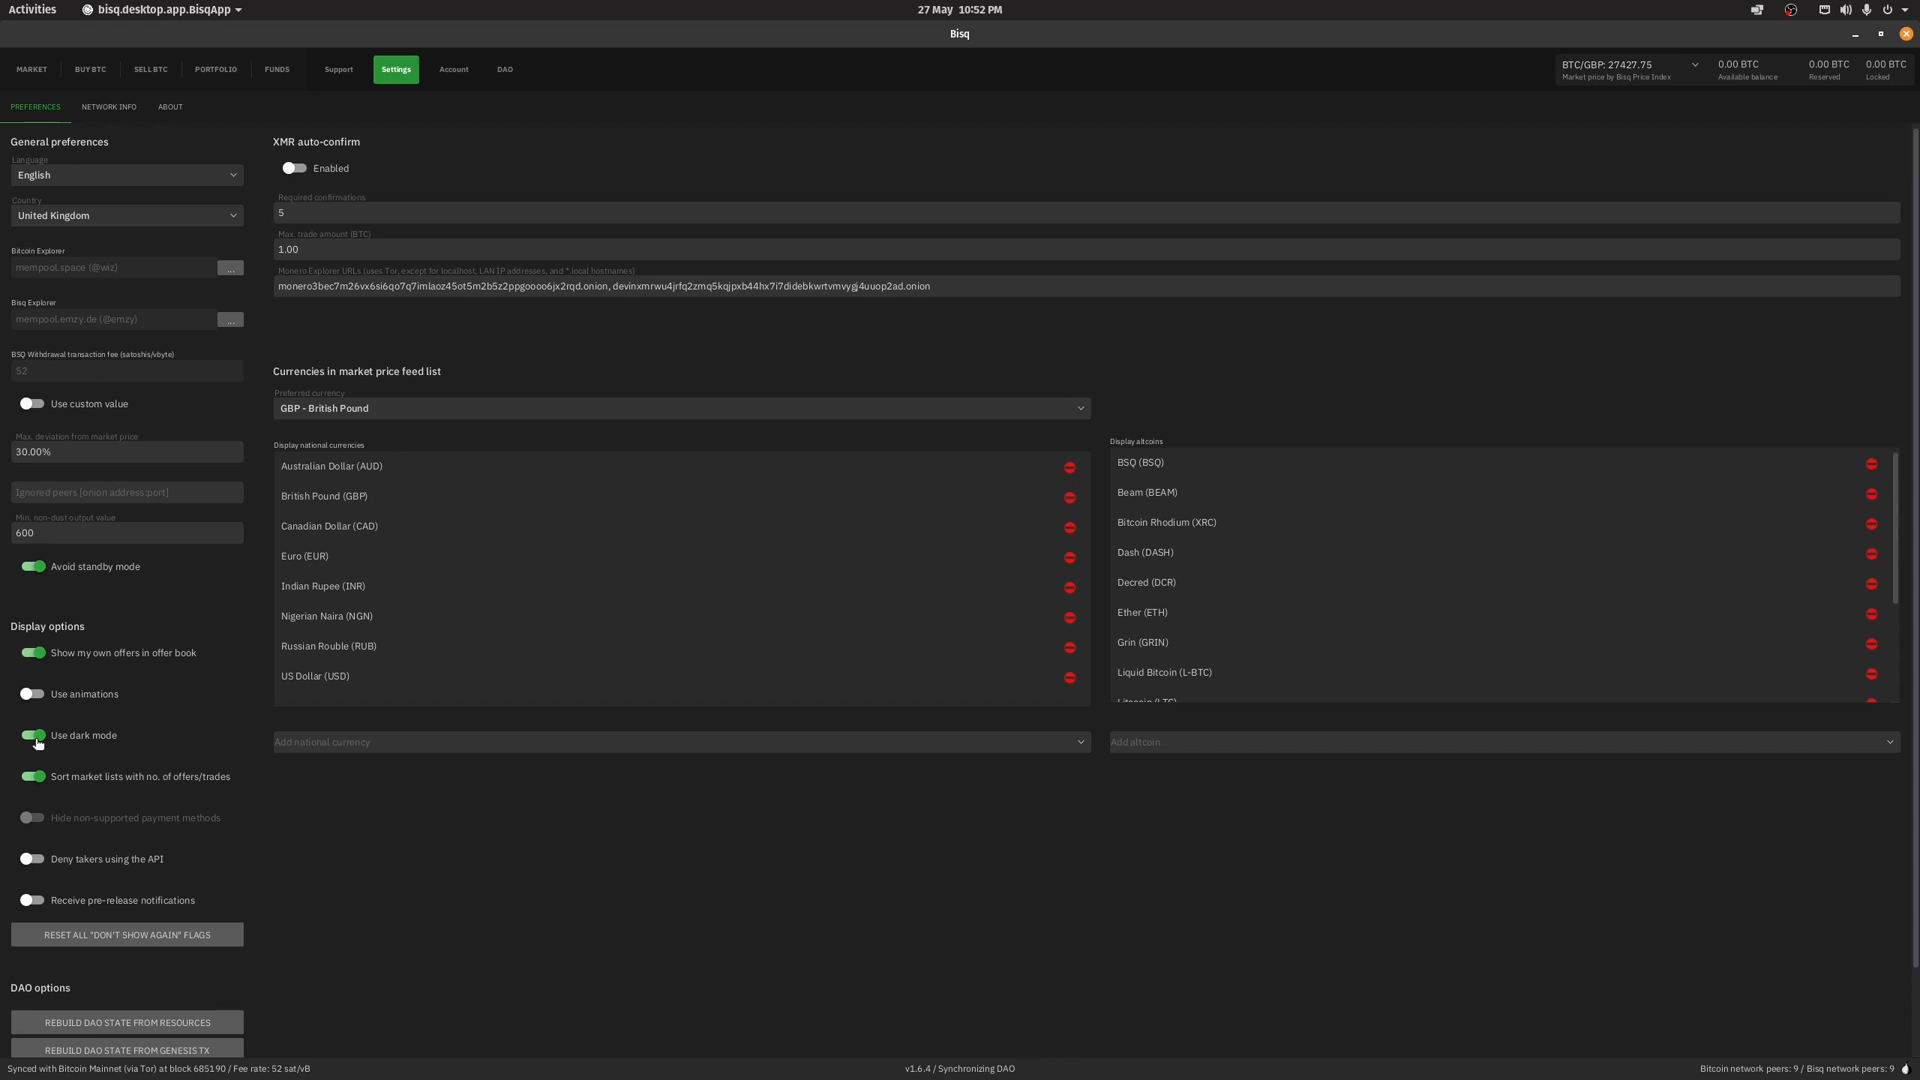 Activities
bisq.desktop.app.BisqApp
27 May 10:52 PM
Bisq
MARKET
BUY BTC
SELL BTC
PORTFOLIO
FUNDS
Support
Settings
Account
DAO
BTC/GBP: 27427.75
Market price by Bisq Price Index
0.00 BTC
Available balance
0.00 BTC
Reserved
0.00 BTC
Locked
PREFERENCES
NETWORK INFO
ABOUT
General preferences
Language
English
Country
United Kingdom
Bitcoin Explorer
mempool.space (@wiz)
...
Bisq Explorer
mempool.emzy.de (@emzy)
...
BSQ Withdrawal transaction fee (satoshis/vbyte)
52
Use custom value
Max. deviation from market price
30.00%
Ignored peers [onion address:port]
Min. non-dust output value
600
Avoid standby mode
Display options
Show my own offers in offer book
Use animations
Use dark mode
Sort market lists with no. of offers/trades
Hide non-supported payment methods
Deny takers using the API
Receive pre-release notifications
RESET ALL "DON'T SHOW AGAIN" FLAGS
DAO options
REBUILD DAO STATE FROM RESOURCES
REBUILD DAO STATE FROM GENESIS TX
XMR auto-confirm
Enabled
Required confirmations
5
Max. trade amount (BTC)
1.00
Monero Explorer URLs (uses Tor, except for localhost, LAN IP addresses, and *.local hostnames)
monero3bec7m26vx6si6qo7q7imlaoz45ot5m2b5z2ppgoooo6jx2rqd.onion, devinxmrwu4jrfq2zmq5kqjpxb44hx7i7didebkwrtvmvygj4uuop2ad.onion
Currencies in market price feed list
Preferred currency
GBP - British Pound
Display national currencies
Australian Dollar (AUD)
British Pound (GBP)
Canadian Dollar (CAD)
Euro (EUR)
Indian Rupee (INR)
Nigerian Naira (NGN)
Russian Rouble (RUB)
US Dollar (USD)
Add national currency
Display altcoins
BSQ (BSQ)
Beam (BEAM)
Bitcoin Rhodium (XRC)
Dash (DASH)
Decred (DCR)
Ether (ETH)
Grin (GRIN)
Liquid Bitcoin (L-BTC)
Litecoin (LTC)
Add altcoin
Synced with Bitcoin Mainnet (via Tor) at block 685190 / Fee rate: 52 sat/vB
v1.6.4 / Synchronizing DAO
Bitcoin network peers: 9 / Bisq network peers: 9